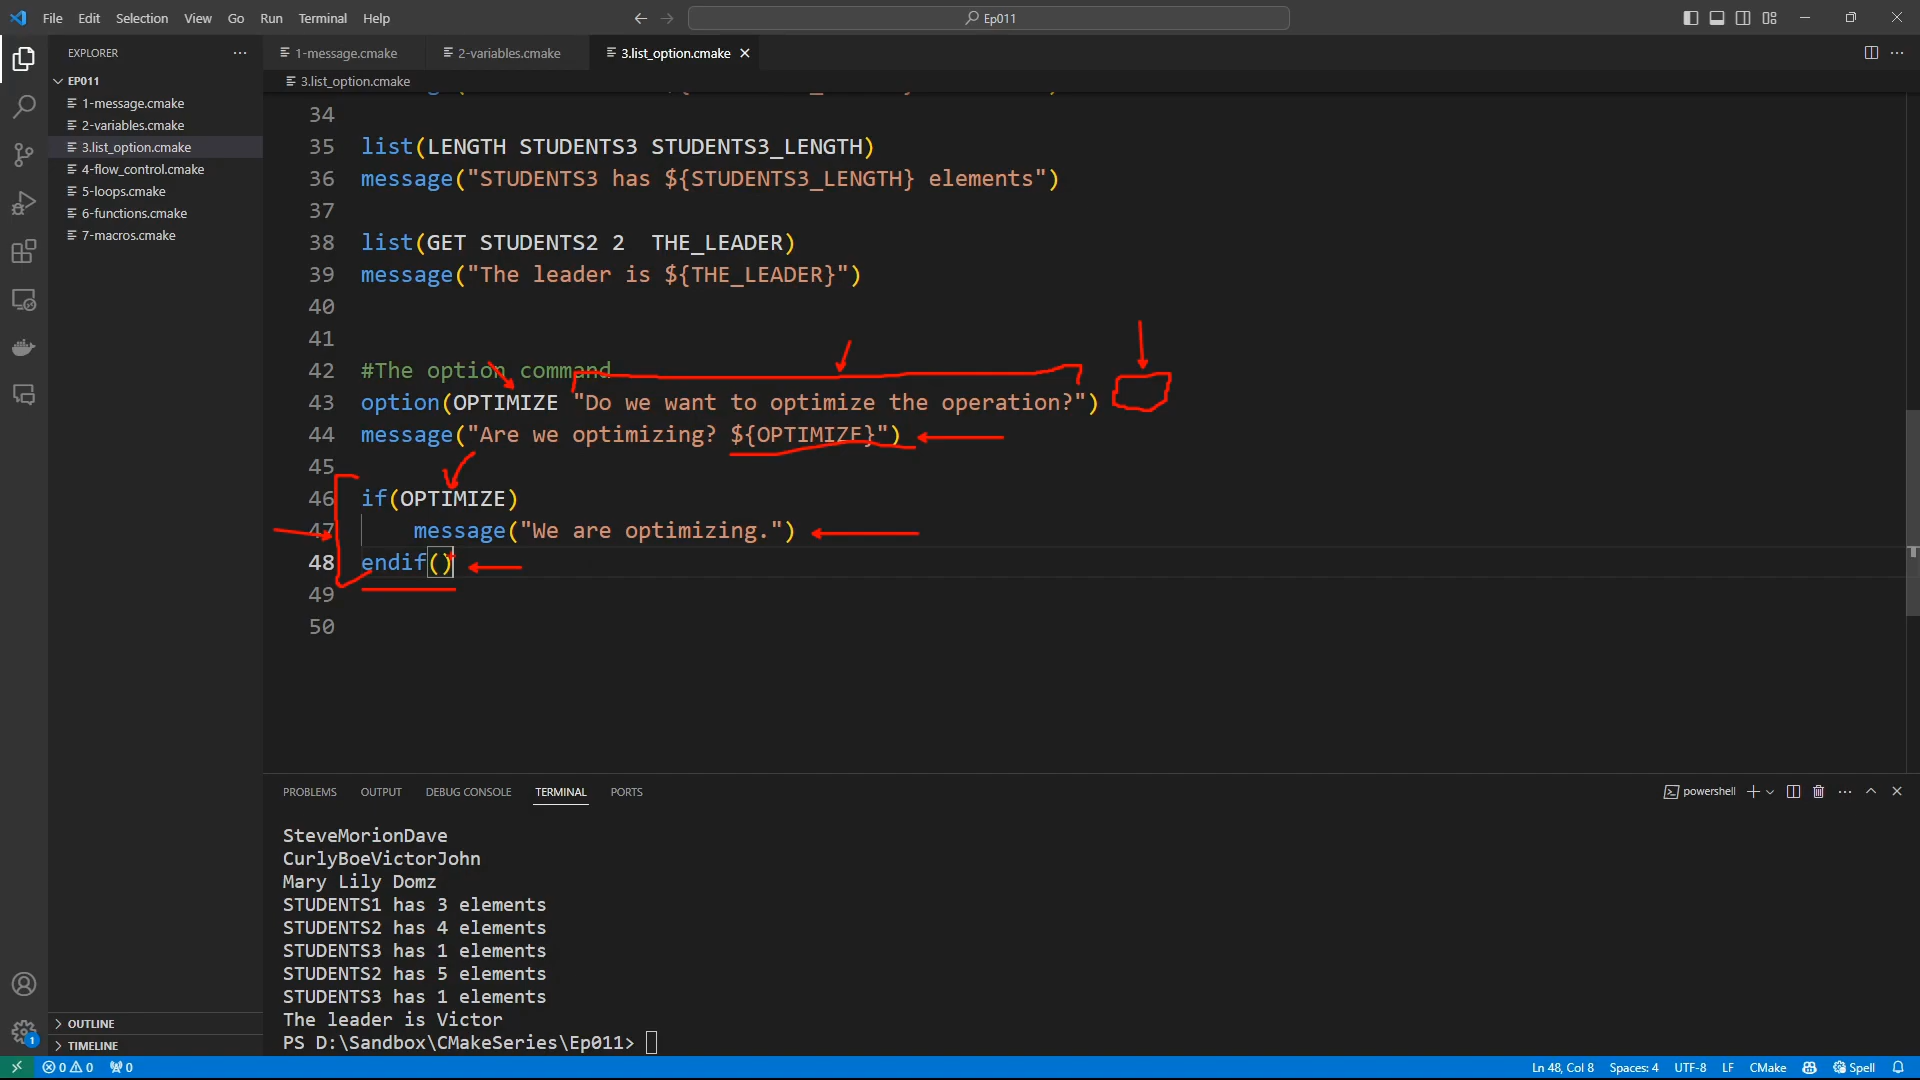 File Edit Selection View Go Run Terminal Help
Ep011
EXPLORER
1-message.cmake
2-variables.cmake
3.list_option.cmake
EP011
3.list_option.cmake
1-message.cmake
2-variables.cmake
3.list_option.cmake
4-flow_control.cmake
5-loops.cmake
6-functions.cmake
7-macros.cmake
34
35 list(LENGTH STUDENTS3 STUDENTS3_LENGTH)
36 message("STUDENTS3 has ${STUDENTS3_LENGTH} elements")
37
38 list(GET STUDENTS2 2  THE_LEADER)
39 message("The leader is ${THE_LEADER}")
40
41
42 #The option command
43 option(OPTIMIZE "Do we want to optimize the operation?")
44 message("Are we optimizing? ${OPTIMIZE}")
45
46 if(OPTIMIZE)
47     message("We are optimizing.")
48 endif()
49
50
PROBLEMS OUTPUT DEBUG CONSOLE TERMINAL PORTS
powershell
SteveMorionDave
CurlyBoeVictorJohn
Mary Lily Domz
STUDENTS1 has 3 elements
STUDENTS2 has 4 elements
STUDENTS3 has 1 elements
STUDENTS2 has 5 elements
STUDENTS3 has 1 elements
The leader is Victor
PS D:\Sandbox\CMakeSeries\Ep011>
OUTLINE
TIMELINE
1
0 0 0
Ln 48, Col 8 Spaces: 4 UTF-8 LF CMake Spell